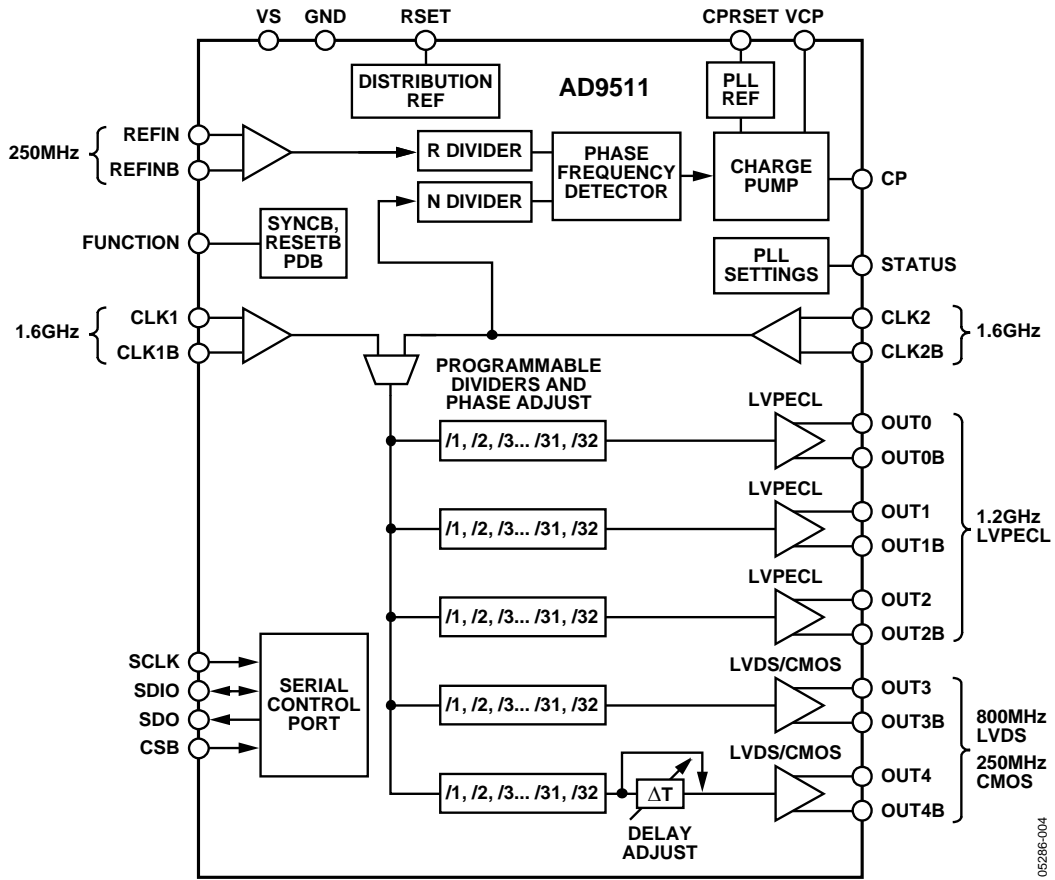 VS
GND
RSET
CPRSET
VCP
DISTRIBUTION
REF
AD9511
PLL
REF
250MHz
REFIN
REFINB
R DIVIDER
N DIVIDER
PHASE
FREQUENCY
DETECTOR
CHARGE
PUMP
CP
FUNCTION
SYNCB,
RESETB
PDB
PLL
SETTINGS
STATUS
1.6GHz
CLK1
CLK1B
CLK2
CLK2B
1.6GHz
PROGRAMMABLE
DIVIDERS AND
PHASE ADJUST
/1, /2, /3... /31, /32
LVPECL
OUT0
OUT0B
/1, /2, /3... /31, /32
LVPECL
OUT1
OUT1B
1.2GHz
LVPECL
/1, /2, /3... /31, /32
LVPECL
OUT2
OUT2B
SCLK
SDIO
SDO
CSB
SERIAL
CONTROL
PORT
/1, /2, /3... /31, /32
LVDS/CMOS
OUT3
OUT3B
800MHz
LVDS
250MHz
CMOS
/1, /2, /3... /31, /32
ΔT
DELAY
ADJUST
LVDS/CMOS
OUT4
OUT4B
05286-004